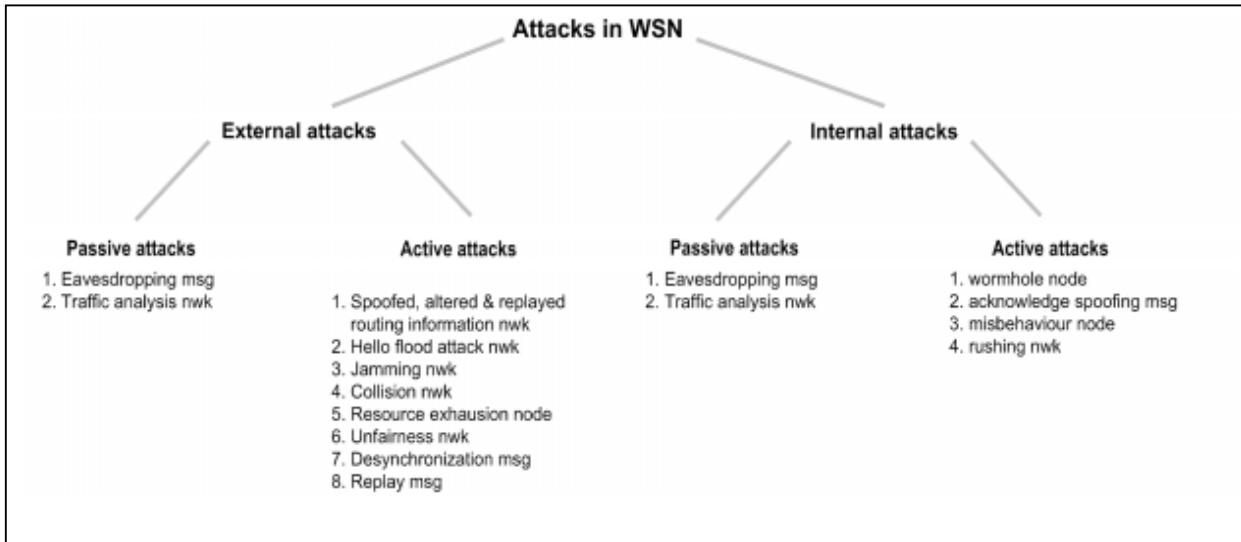 Attacks in WSN
External attacks
Internal attacks
Passive attacks
1. Eavesdropping msg
2. Traffic analysis nwk
Active attacks
1. Spoofed, altered & replayed
routing information nwk
2. Hello flood attack nwk
3. Jamming nwk
4. Collision nwk
5. Resource exhausion node
6. Unfairness nwk
7. Desynchronization msg
8. Replay msg
Passive attacks
1. Eavesdropping msg
2. Traffic analysis nwk
Active attacks
1. wormhole node
2. acknowledge spoofing msg
3. misbehaviour node
4. rushing nwk